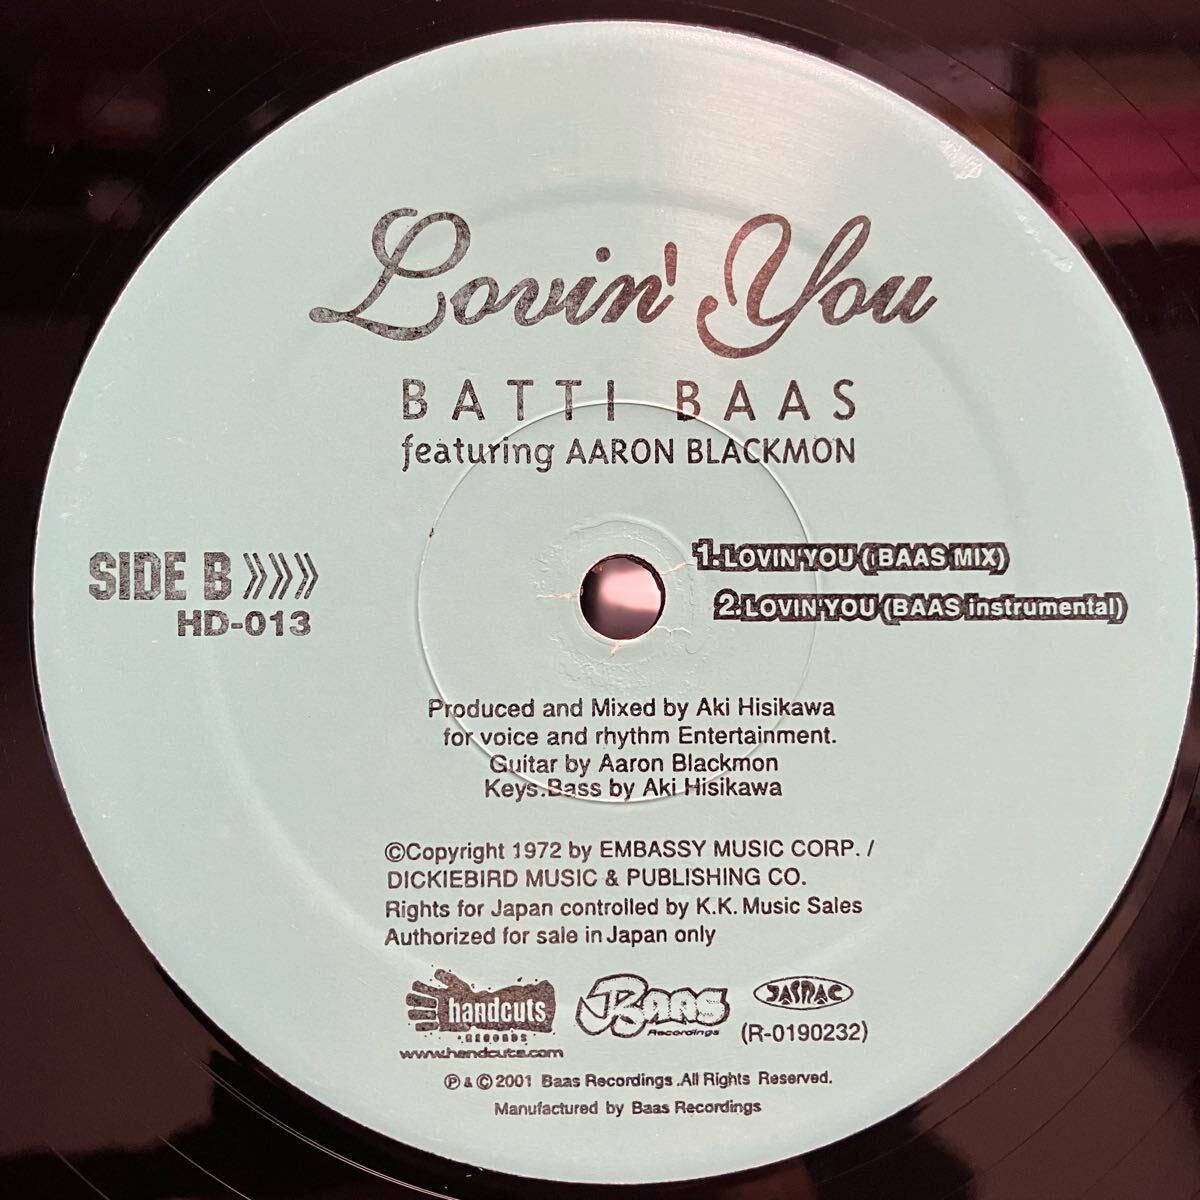 Lovin' You
BATTI BAAS
featuring AARON BLACKMON
SIDE B
HD-013
1.LOVIN'YOU (BAAS MIX)
2.LOVIN'YOU (BAAS instrumental)
Produced and Mixed by Aki Hisikawa
for voice and rhythm Entertainment.
Guitar by Aaron Blackmon
Keys.Bass by Aki Hisikawa
©Copyright 1972 by EMBASSY MUSIC CORP. /
DICKIEBIRD MUSIC & PUBLISHING CO.
Rights for Japan controlled by K.K. Music Sales
Authorized for sale in Japan only
handcuts
RECORDS
www.handcuts.com
BAAS
Recordings
JASRAC
(R-0190232)
℗ & © 2001 Baas Recordings .All Rights Reserved.
Manufactured by Baas Recordings